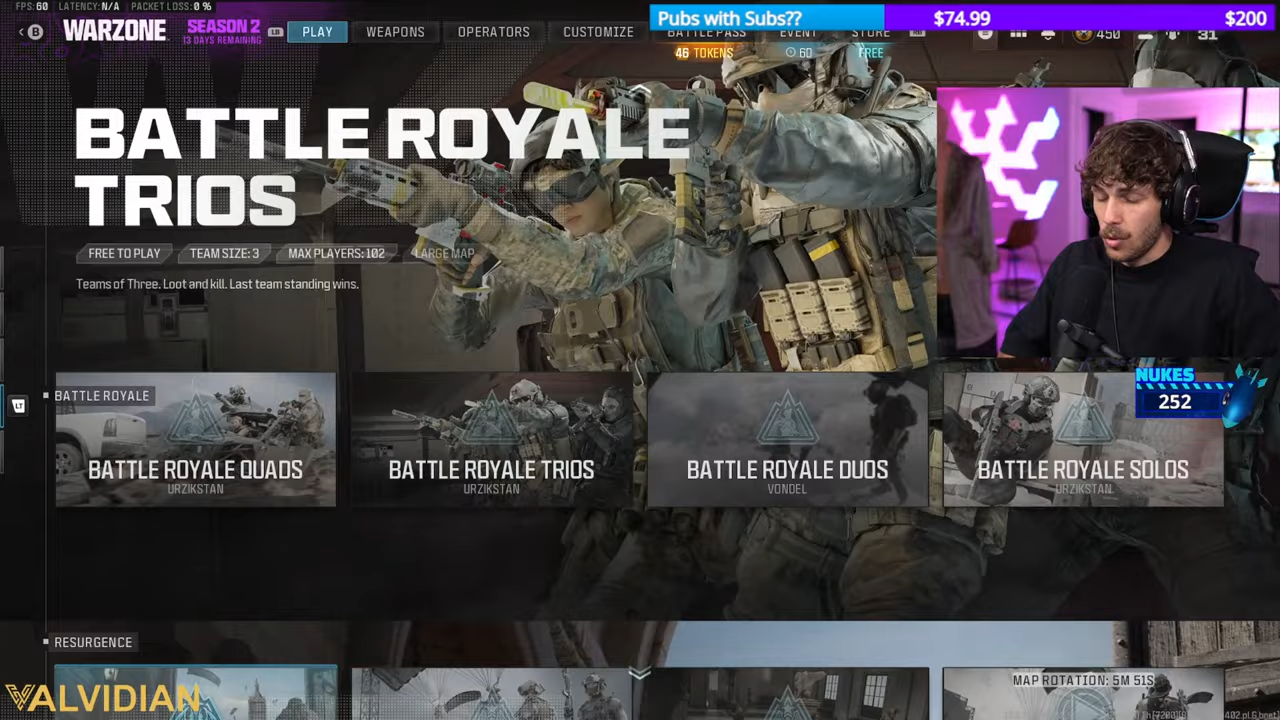 FPS: 60 LATENCY: N/A PACKET LOSS: 0 %
B WARZONE SEASON 2 LB PLAY WEAPONS OPERATORS CUSTOMIZE BATTLE PASS EVENT STORE 450 31
13 DAYS REMAINING
46 TOKENS 60 FREE
Pubs with Subs?? $74.99 $200
BATTLE ROYALE
TRIOS
FREE TO PLAY TEAM SIZE: 3 MAX PLAYERS: 102 LARGE MAP
Teams of Three. Loot and kill. Last team standing wins.
NUKES
252
LT
BATTLE ROYALE
BATTLE ROYALE QUADS
URZIKSTAN
BATTLE ROYALE TRIOS
URZIKSTAN
BATTLE ROYALE DUOS
VONDEL
BATTLE ROYALE SOLOS
URZIKSTAN
RESURGENCE
MAP ROTATION: 5M 51S
VALVIDIAN